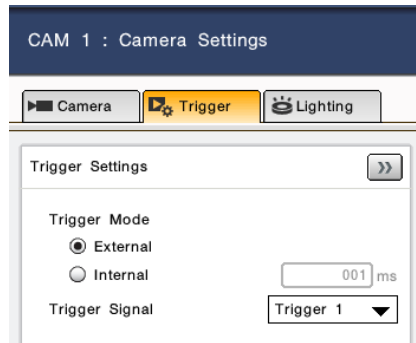 CAM 1 : Camera Settings
Camera Trigger Lighting
Trigger Settings
Trigger Mode
External
Internal 001 ms
Trigger Signal Trigger 1